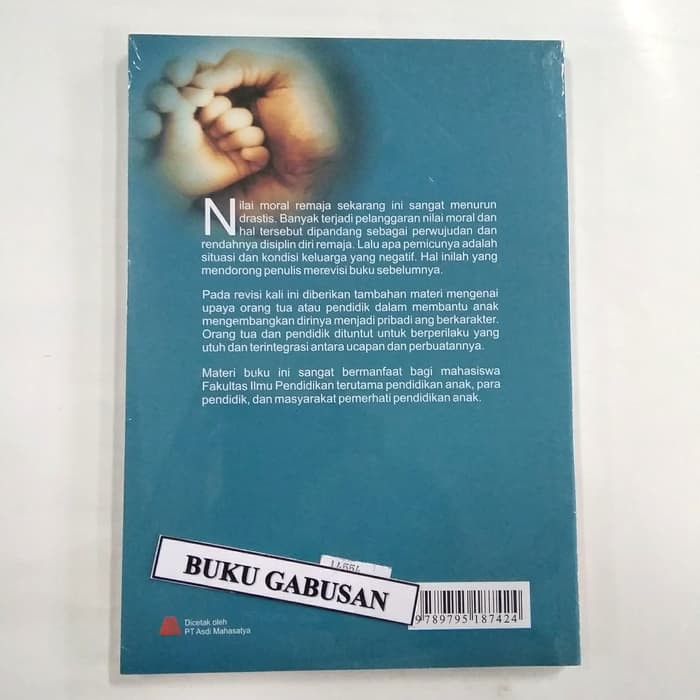 Nilai moral remaja sekarang ini sangat menurun
drastis. Banyak terjadi pelanggaran nilai moral dan
hal tersebut dipandang sebagai perwujudan dan
rendahnya disiplin diri remaja. Lalu apa pemicunya adalah
situasi dan kondisi keluarga yang negatif. Hal inilah yang
mendorong penulis merevisi buku sebelumnya.
Pada revisi kali ini diberikan tambahan materi mengenai
upaya orang tua atau pendidik dalam membantu anak
mengembangkan dirinya menjadi pribadi ang berkarakter.
Orang tua dan pendidik dituntut untuk berperilaku yang
utuh dan terintegrasi antara ucapan dan perbuatannya.
Materi buku ini sangat bermanfaat bagi mahasiswa
Fakultas Ilmu Pendidikan terutama pendidikan anak, para
pendidik, dan masyarakat pemerhati pendidikan anak.
BUKU GABUSAN
9789795187424
Dicetak oleh
PT Asdi Mahasatya